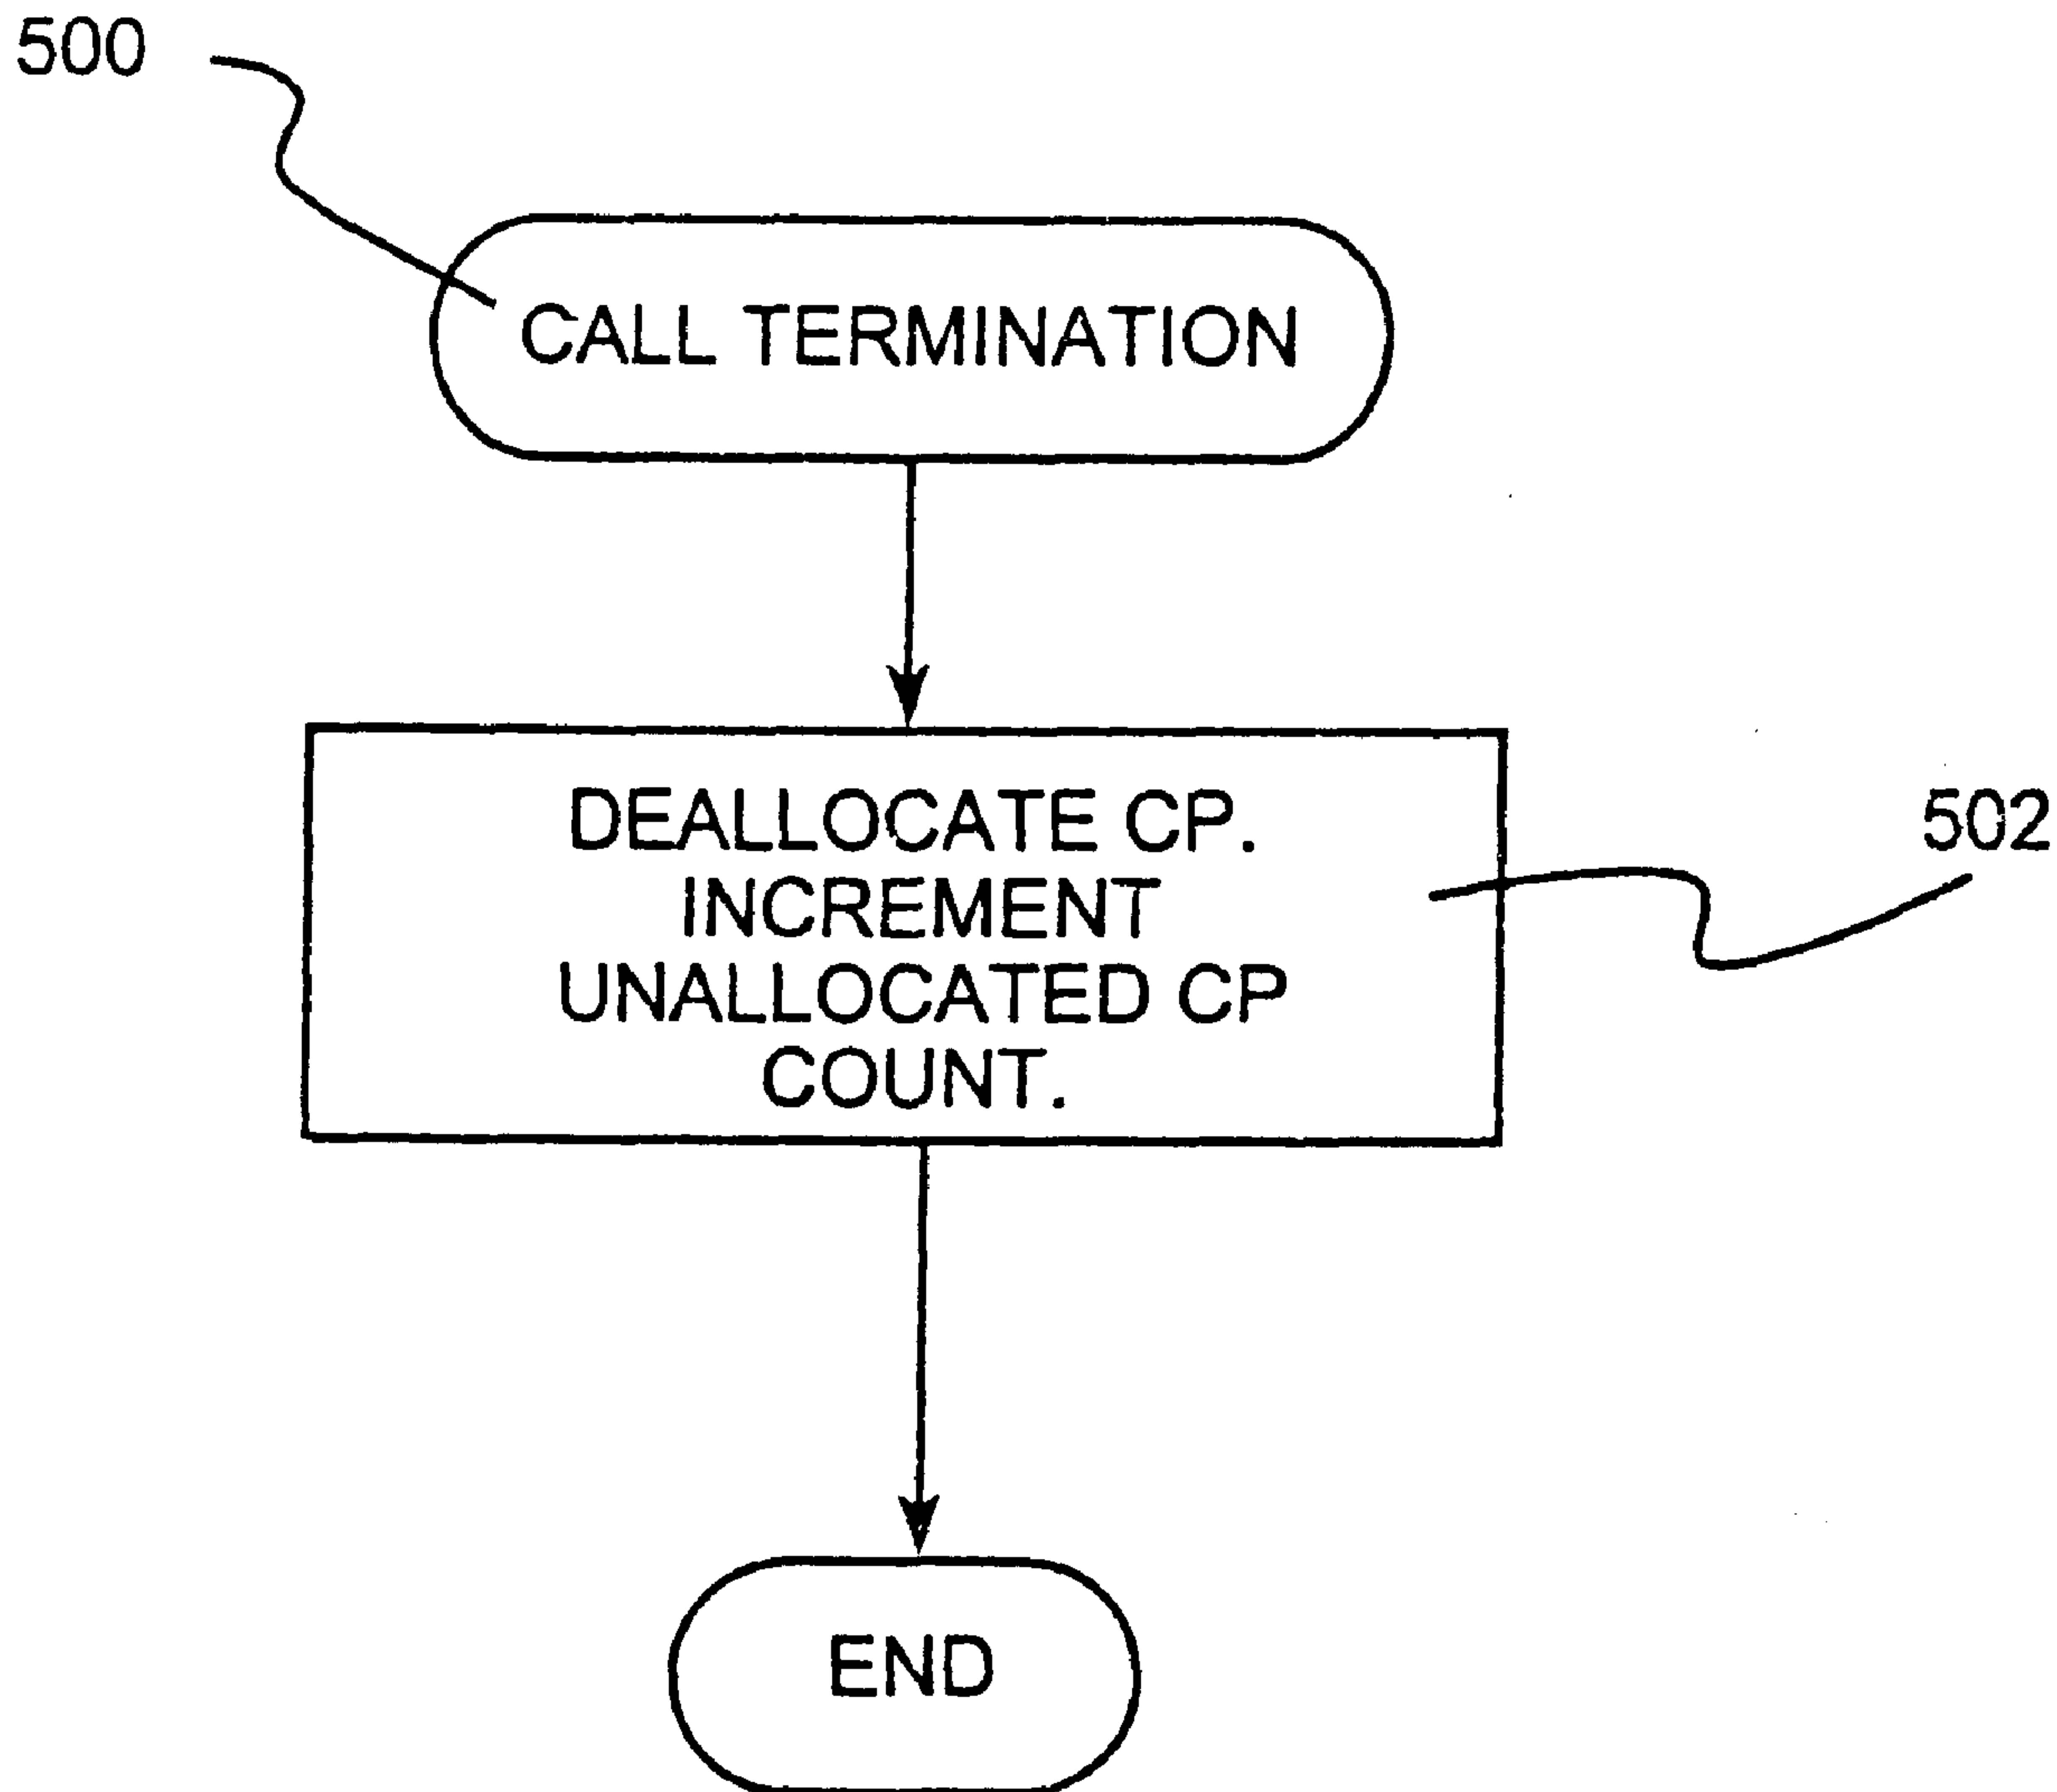 500
CALL TERMINATION
DEALLOCATE CP.
INCREMENT
UNALLOCATED CP
COUNT.
502
END